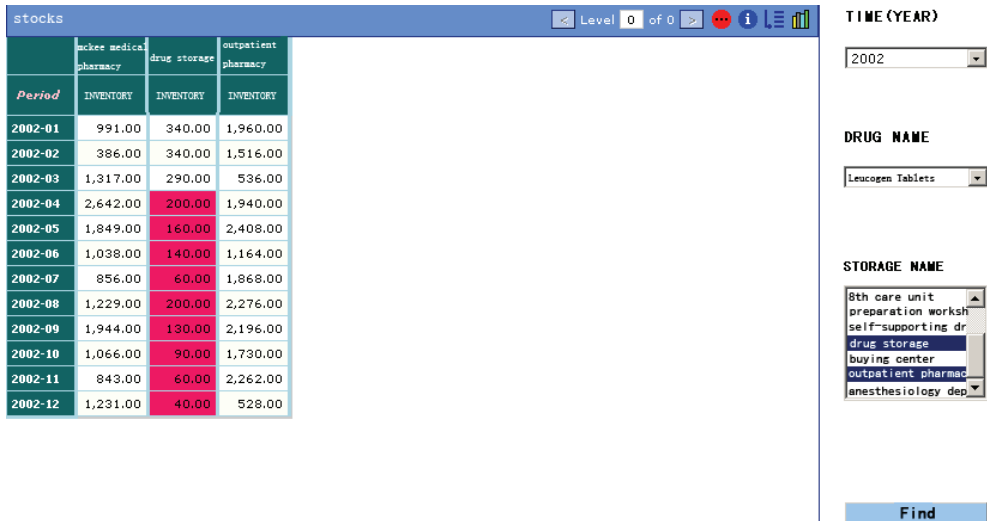 stocks
< Level 0 of 0 >
mckee medical pharmacy drug storage outpatient pharmacy
Period INVENTORY INVENTORY INVENTORY
2002-01 991.00 340.00 1,960.00
2002-02 386.00 340.00 1,516.00
2002-03 1,317.00 290.00 536.00
2002-04 2,642.00 200.00 1,940.00
2002-05 1,849.00 160.00 2,408.00
2002-06 1,038.00 140.00 1,164.00
2002-07 856.00 60.00 1,868.00
2002-08 1,229.00 200.00 2,276.00
2002-09 1,944.00 130.00 2,196.00
2002-10 1,066.00 90.00 1,730.00
2002-11 843.00 60.00 2,262.00
2002-12 1,231.00 40.00 528.00
TIME(YEAR)
2002
DRUG NAME
Leucogen Tablets
STORAGE NAME
8th care unit
preparation worksh
self-supporting dr
drug storage
buying center
outpatient pharmac
anesthesiology dep
Find